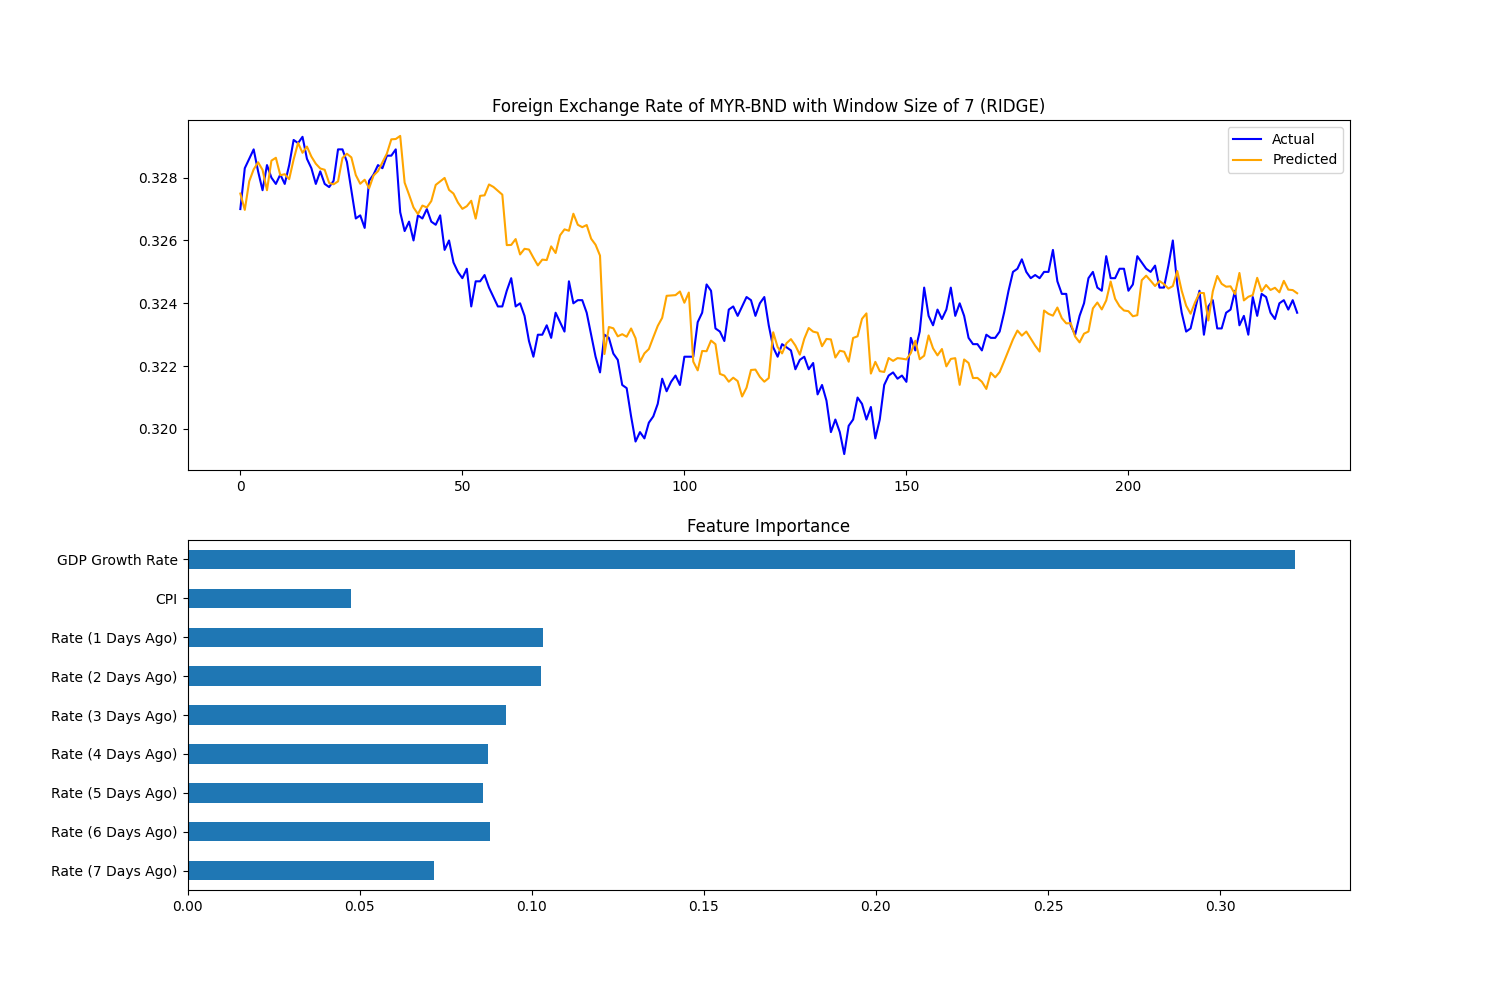 Foreign Exchange Rate of MYR-BND with Window Size of 7 (RIDGE)
Actual
Predicted
0.328
0.326
0.324
0.322
0.320
0
50
100
150
200
Feature Importance
GDP Growth Rate
CPI
Rate (1 Days Ago)
Rate (2 Days Ago)
Rate (3 Days Ago)
Rate (4 Days Ago)
Rate (5 Days Ago)
Rate (6 Days Ago)
Rate (7 Days Ago)
0.00
0.05
0.10
0.15
0.20
0.25
0.30